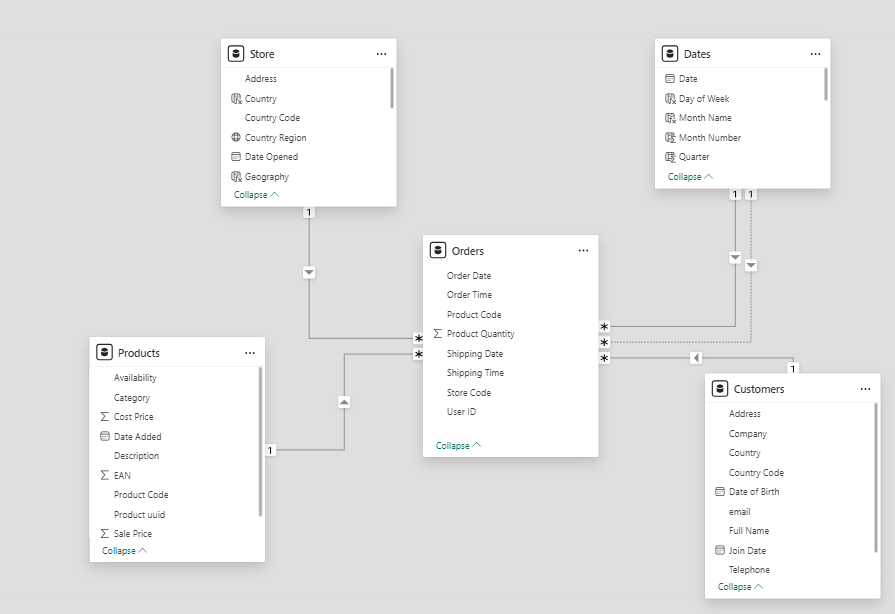 Store
Address
Country
Country Code
Country Region
Date Opened
Geography
Collapse
1
Dates
Date
Day of Week
Month Name
Month Number
Quarter
Collapse
1 1
Orders
Order Date
Order Time
Product Code
Product Quantity
Shipping Date
Shipping Time
Store Code
User ID
Collapse
* * * * *
Products
Availability
Category
Cost Price
Date Added
Description
EAN
Product Code
Product uuid
Sale Price
Collapse
1
1
Customers
Address
Company
Country
Country Code
Date of Birth
email
Full Name
Join Date
Telephone
Collapse